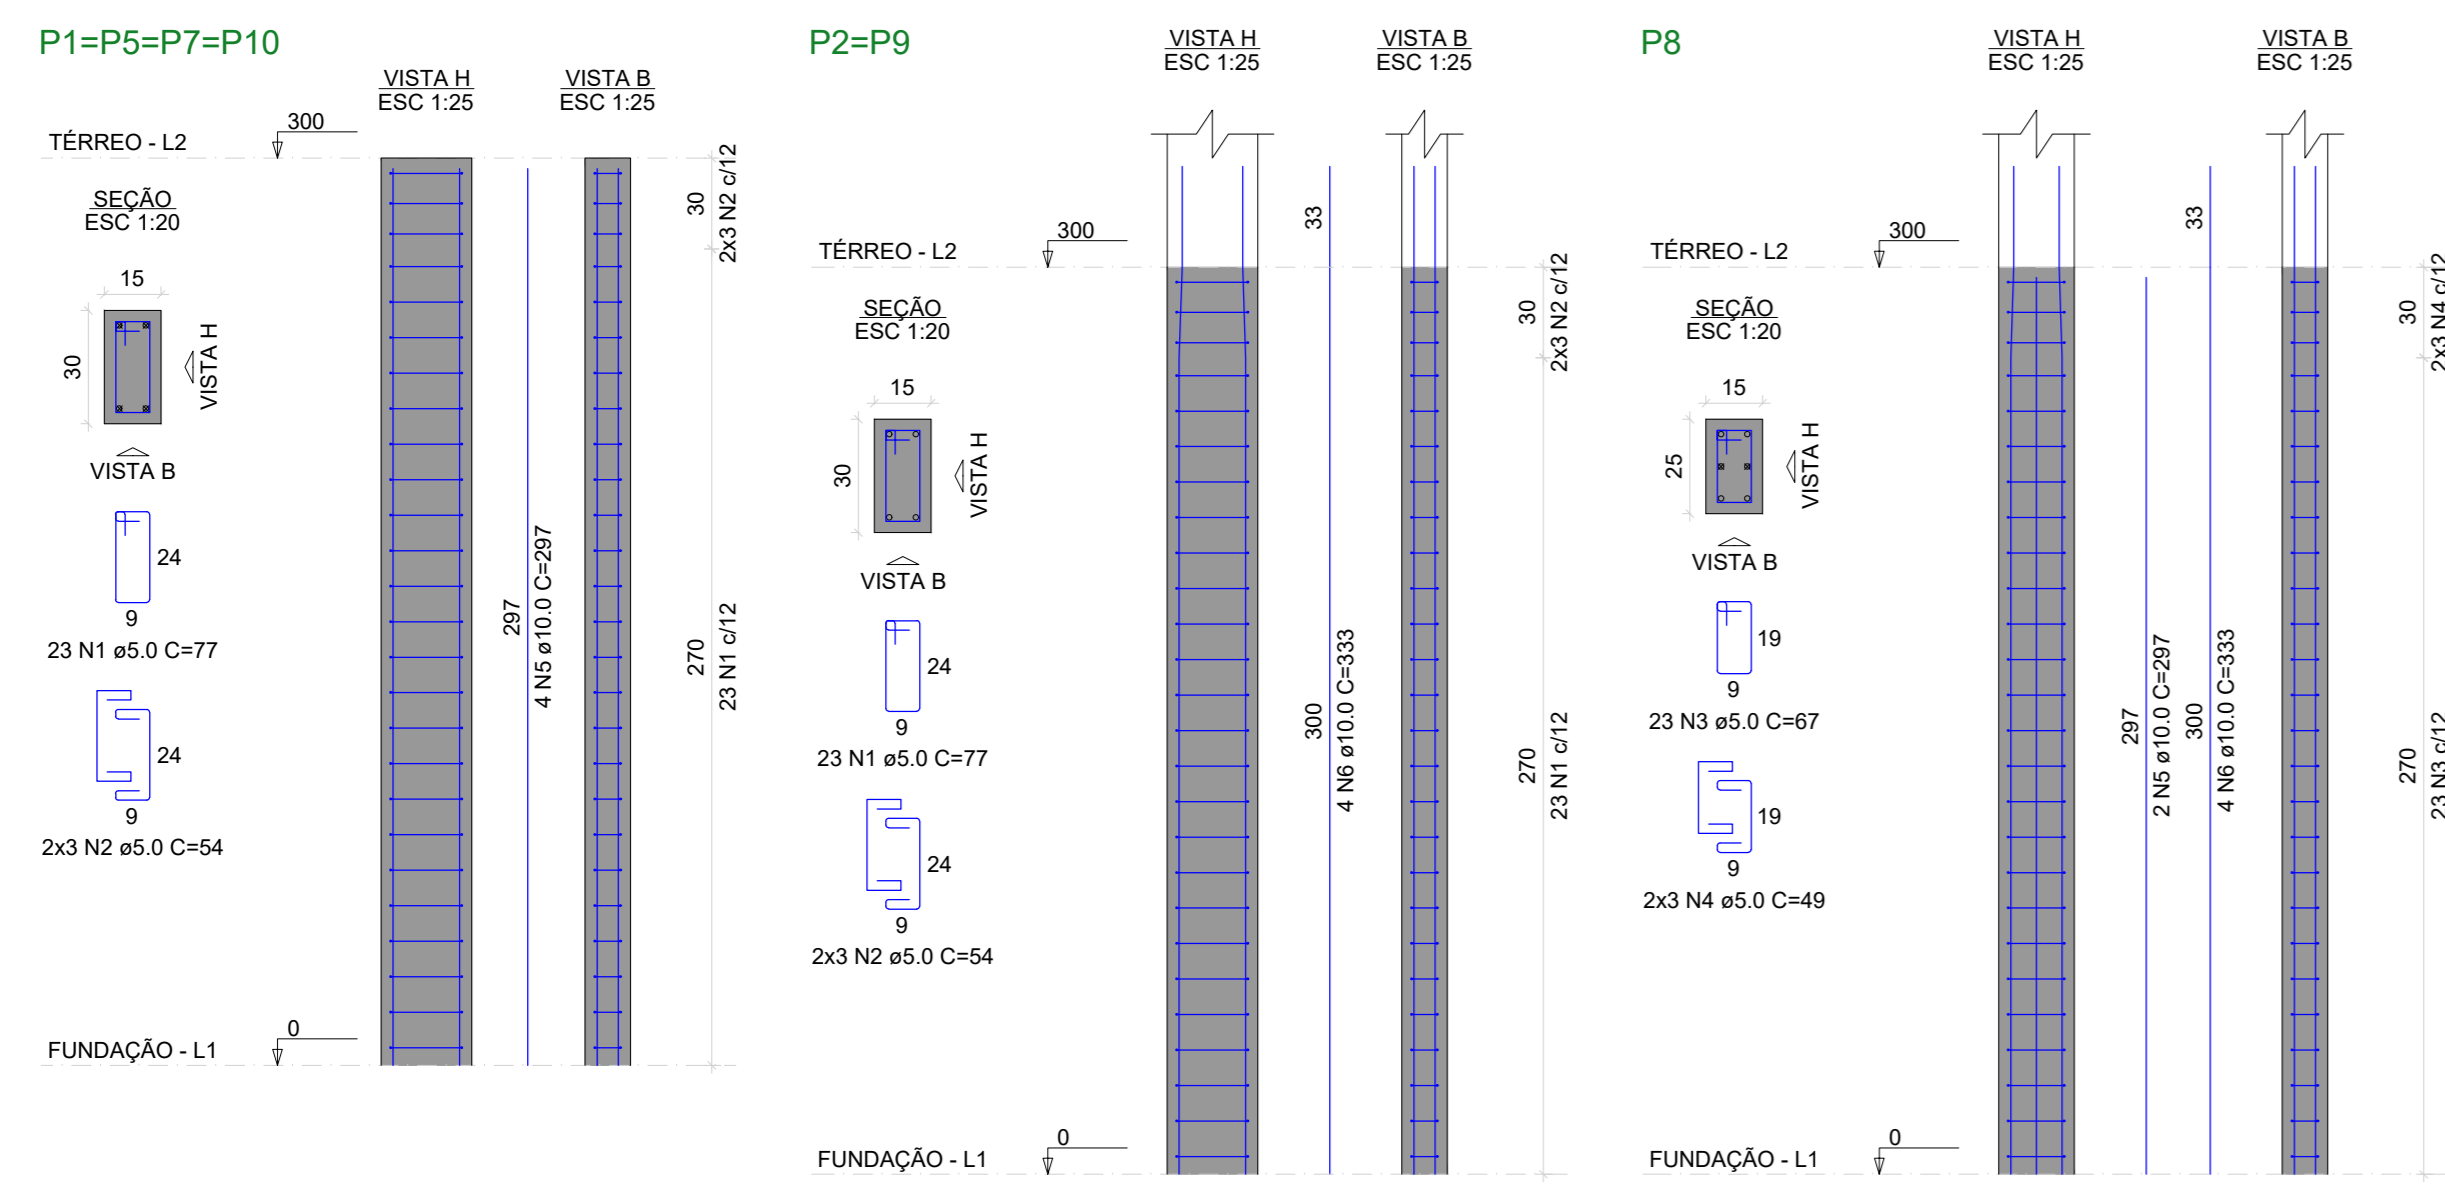 P1=P5=P7=P10
VISTA H
ESC 1:25
VISTA B
ESC 1:25
TÉRREO - L2
300
SEÇÃO
ESC 1:20
15
30
VISTA H
VISTA B
24
9
23 N1 ø5.0 C=77
24
9
2x3 N2 ø5.0 C=54
297
4 N5 ø10.0 C=297
30
2x3 N2 c/12
270
23 N1 c/12
FUNDAÇÃO - L1
0
P2=P9
VISTA H
ESC 1:25
VISTA B
ESC 1:25
TÉRREO - L2
300
SEÇÃO
ESC 1:20
15
30
VISTA H
VISTA B
24
9
23 N1 ø5.0 C=77
24
9
2x3 N2 ø5.0 C=54
33
300
4 N6 ø10.0 C=333
30
2x3 N2 c/12
270
23 N1 c/12
FUNDAÇÃO - L1
0
P8
VISTA H
ESC 1:25
VISTA B
ESC 1:25
TÉRREO - L2
300
SEÇÃO
ESC 1:20
15
25
VISTA H
VISTA B
19
9
23 N3 ø5.0 C=67
19
9
2x3 N4 ø5.0 C=49
297
2 N5 ø10.0 C=297
33
300
4 N6 ø10.0 C=333
30
2x3 N4 c/12
270
23 N3 c/12
FUNDAÇÃO - L1
0